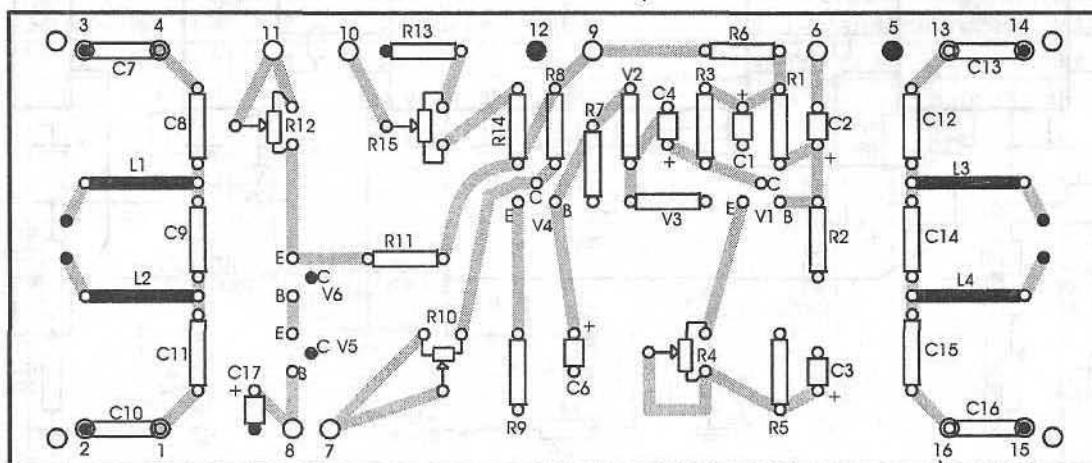 3 4 11 10 R13 12 9 R6 6 5 13 14
C7 R8 V2 R3 + R1 C13
C4
C8 R12 R15 R14 R7 C1 C2 C12
+ +
L1 C C L3
E V4 B V3 E V1 B
C9 R11 R2 C14
E
C
L2 B V6 L4
E R10 +
C11 C V5 R4 C3 C15
C17 B C6
+ +
C10 R9 R5 C16
2 1 8 7 16 15